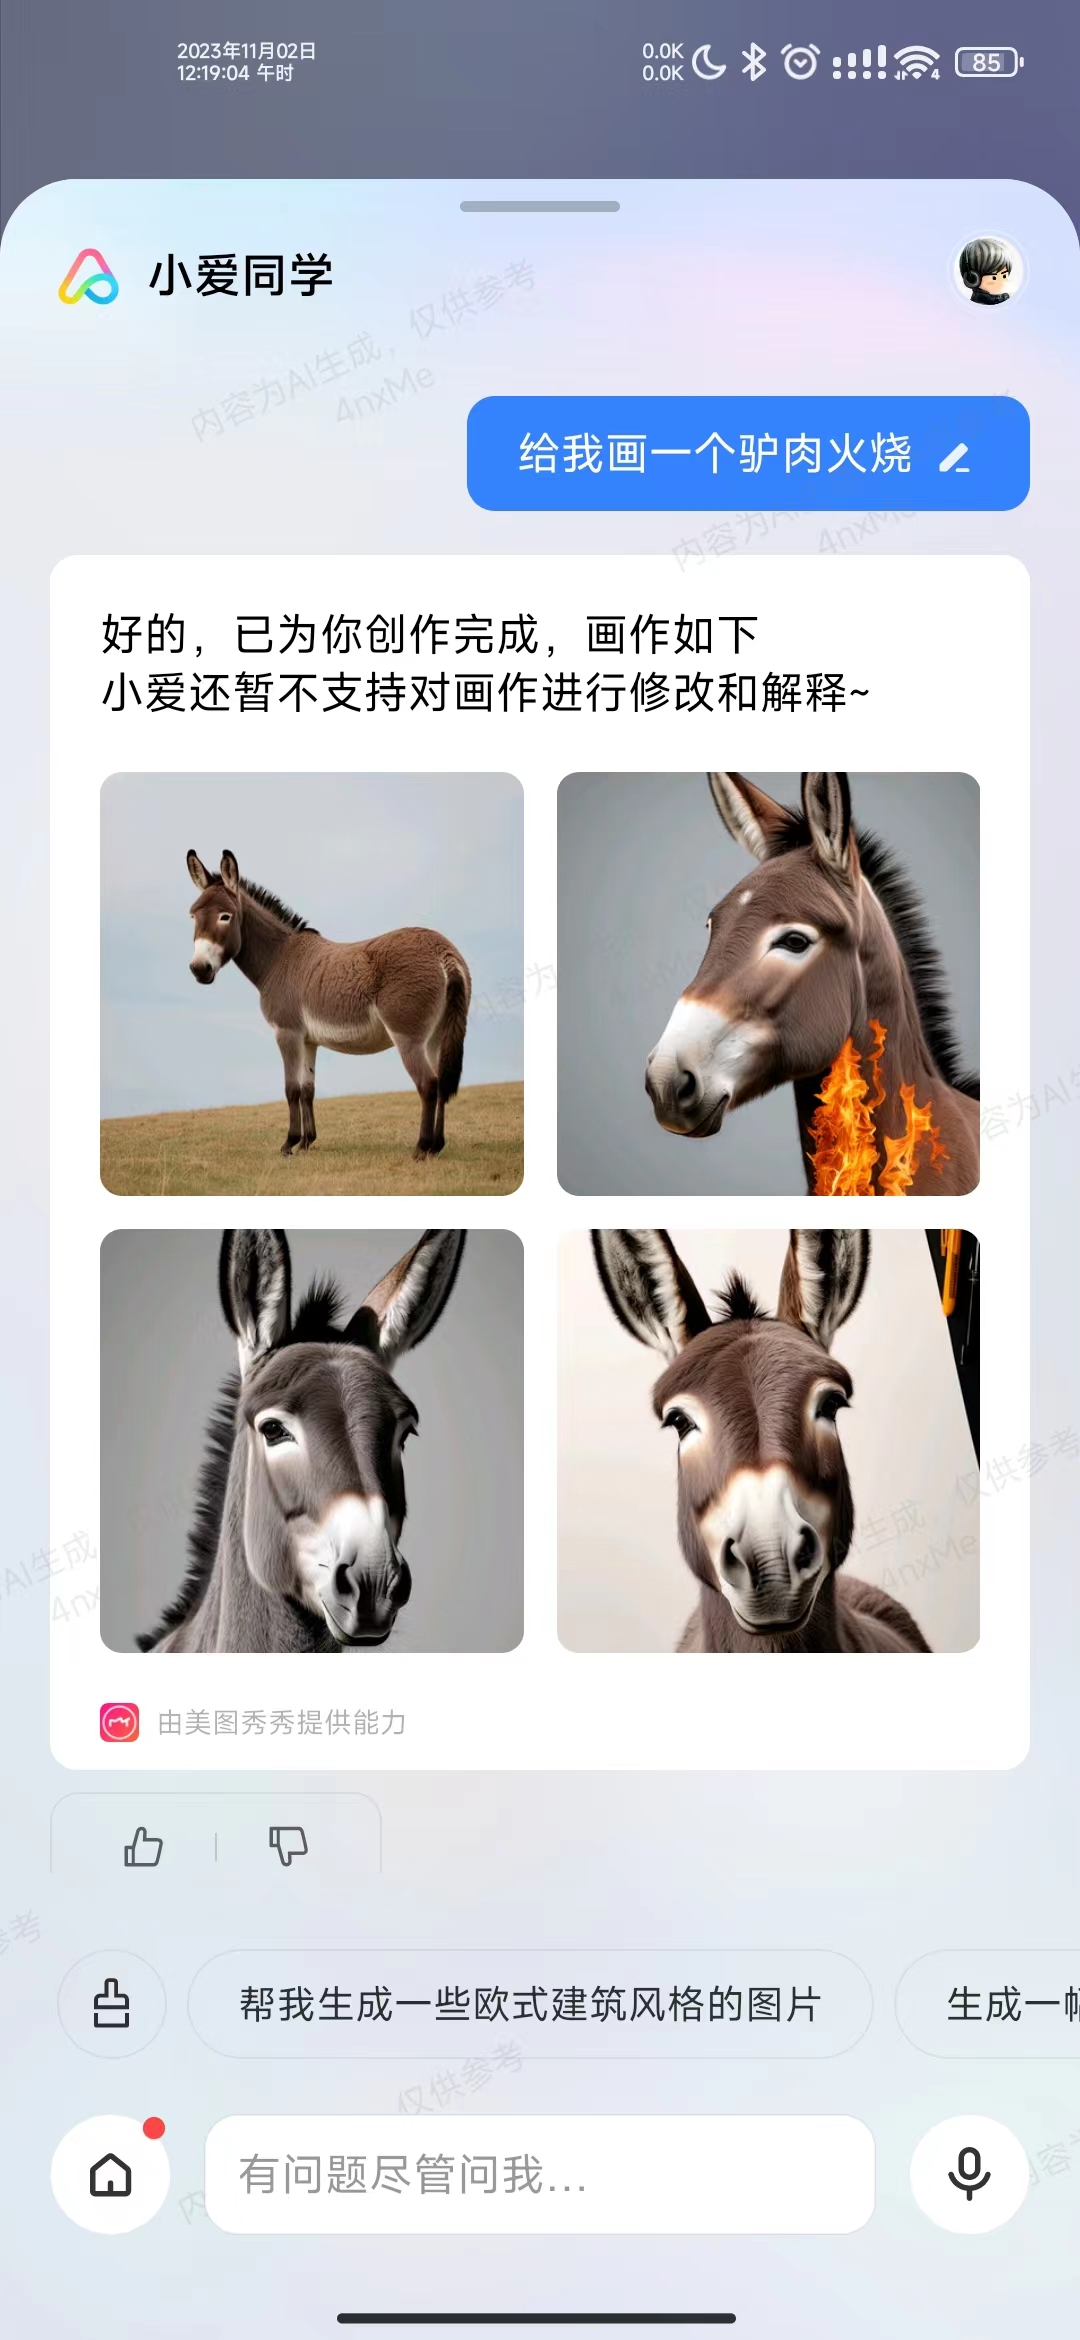 2023年11月02日
12:19:04 午时
0.0K
0.0K
4
85
小爱同学
内容为AI生成，仅供参考
4nxMe
给我画一个驴肉火烧
好的，已为你创作完成，画作如下
小爱还暂不支持对画作进行修改和解释~
由美图秀秀提供能力
帮我生成一些欧式建筑风格的图片
生成一幅
有问题尽管问我...